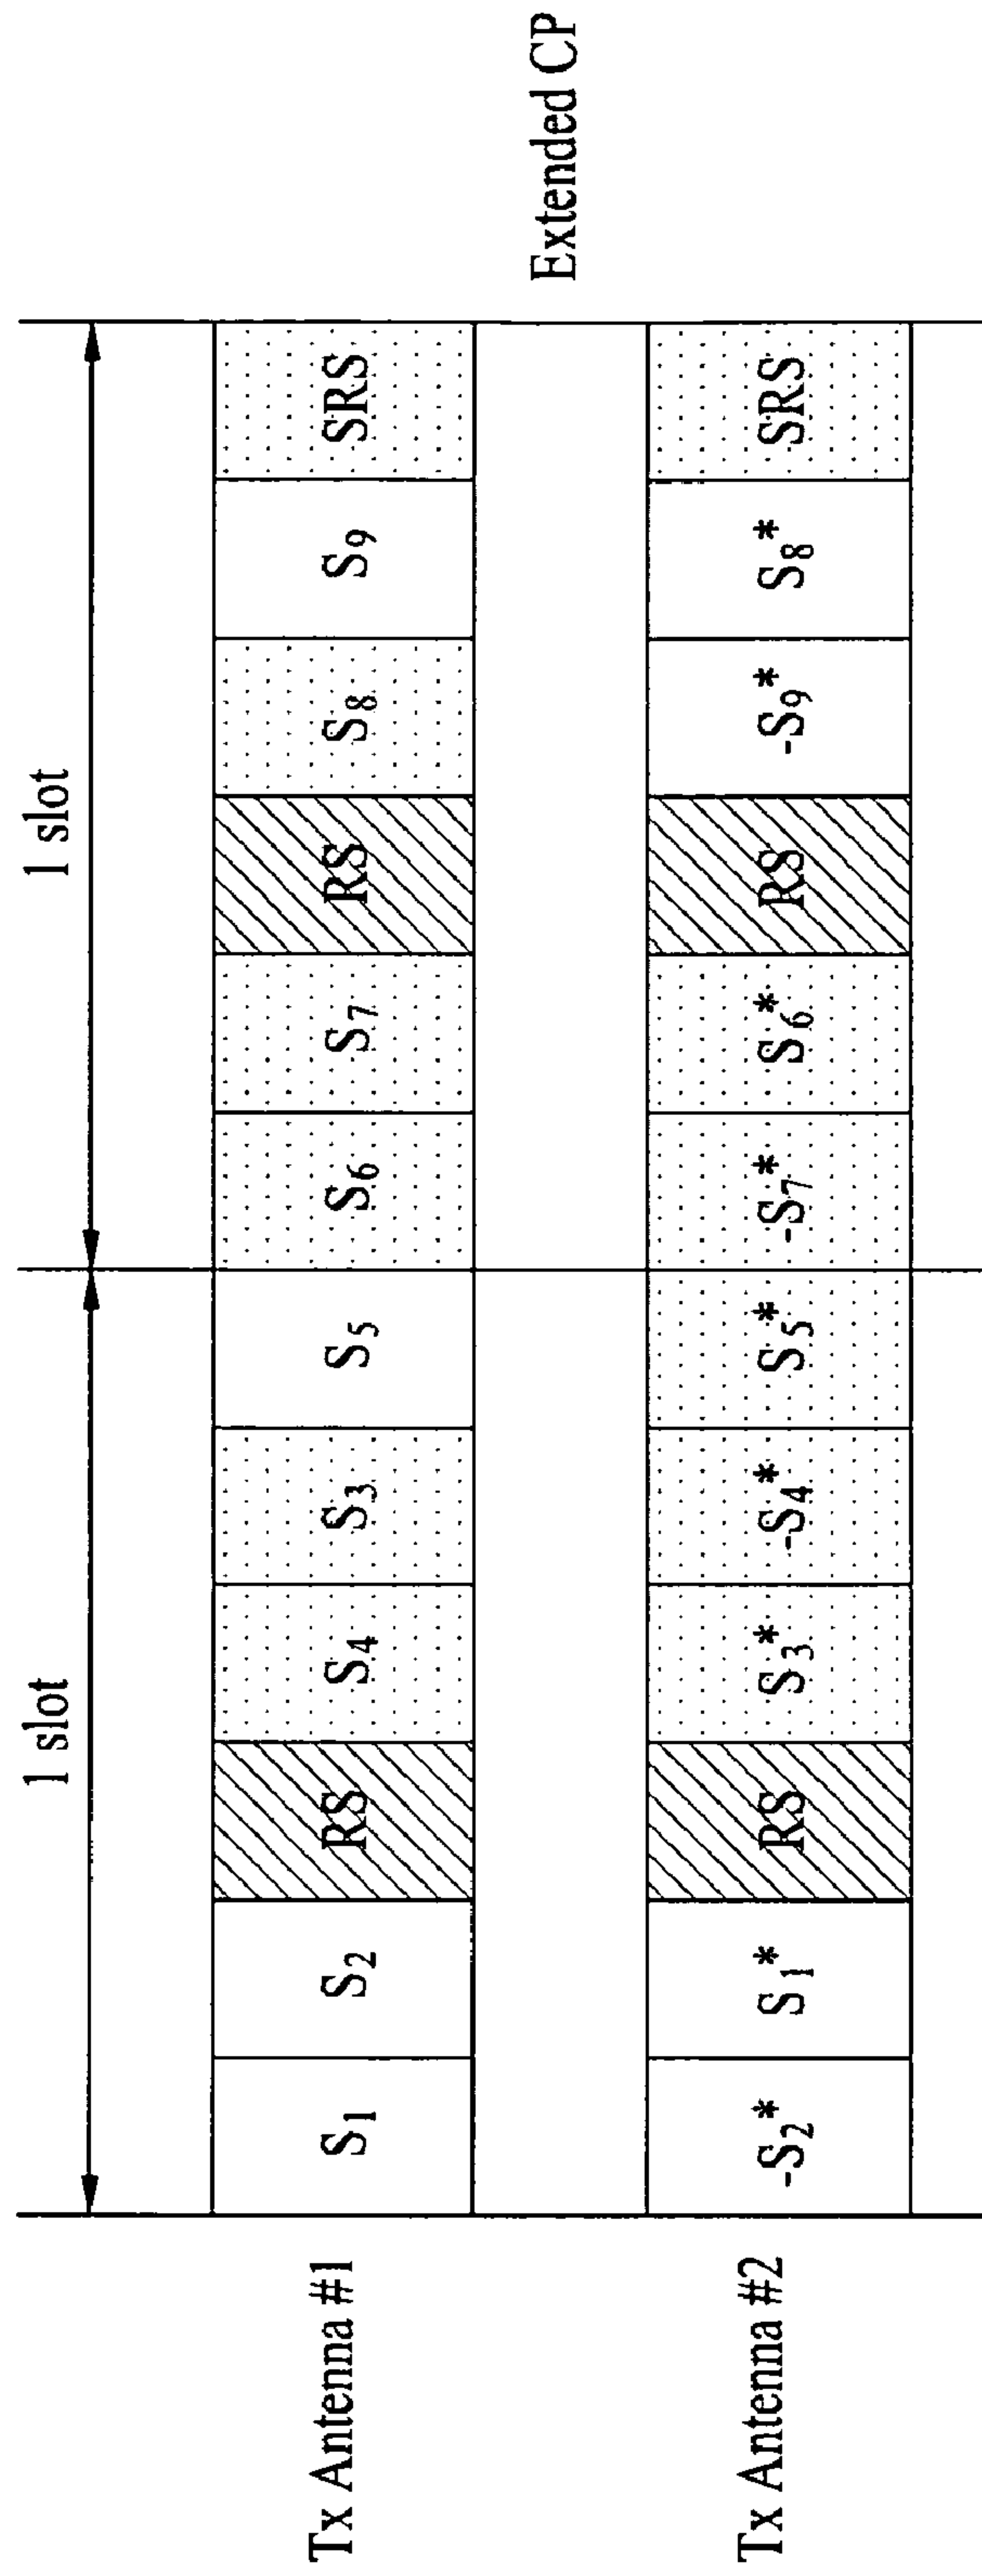 1 slot 1 slot
Tx Antenna #1 S1 S2 RS S4 S3 S5 S6 S7 RS S8 S9 SRS
Extended CP
Tx Antenna #2 -S2* S1* RS S3* -S4* S5* -S7* S6* RS -S9* S8* SRS